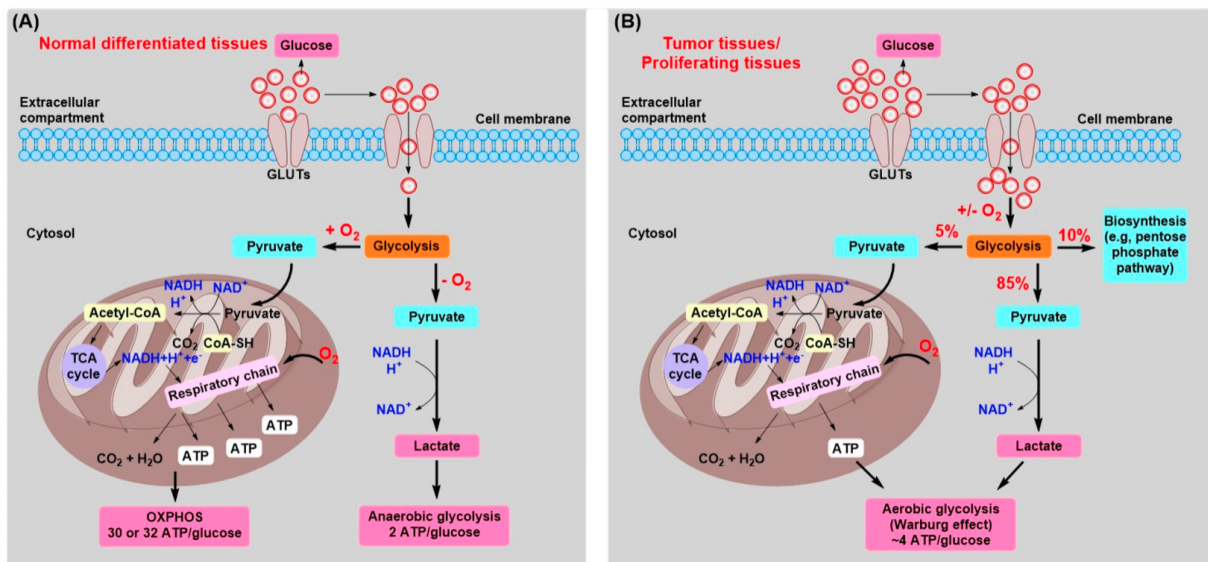 (A)
Normal differentiated tissues
Glucose
Extracellular
compartment
Cell membrane
GLUTs
Cytosol
+ O2
Pyruvate
Glycolysis
- O2
NADH
H+
NAD+
Acetyl-CoA
Pyruvate
CO2
CoA-SH
TCA
cycle
NADH+H++e-
O2
Respiratory chain
ATP
ATP
ATP
CO2 + H2O
Pyruvate
NADH
H+
NAD+
Lactate
OXPHOS
30 or 32 ATP/glucose
Anaerobic glycolysis
2 ATP/glucose
(B)
Tumor tissues/
Proliferating tissues
Glucose
Extracellular
compartment
Cell membrane
GLUTs
+/- O2
Cytosol
Pyruvate
5%
Glycolysis
10%
Biosynthesis
(e.g, pentose
phosphate
pathway)
85%
NADH
H+
NAD+
Acetyl-CoA
Pyruvate
CO2
CoA-SH
TCA
cycle
NADH+H++e-
O2
Respiratory chain
ATP
CO2 + H2O
Pyruvate
NADH
H+
NAD+
Lactate
Aerobic glycolysis
(Warburg effect)
~4 ATP/glucose